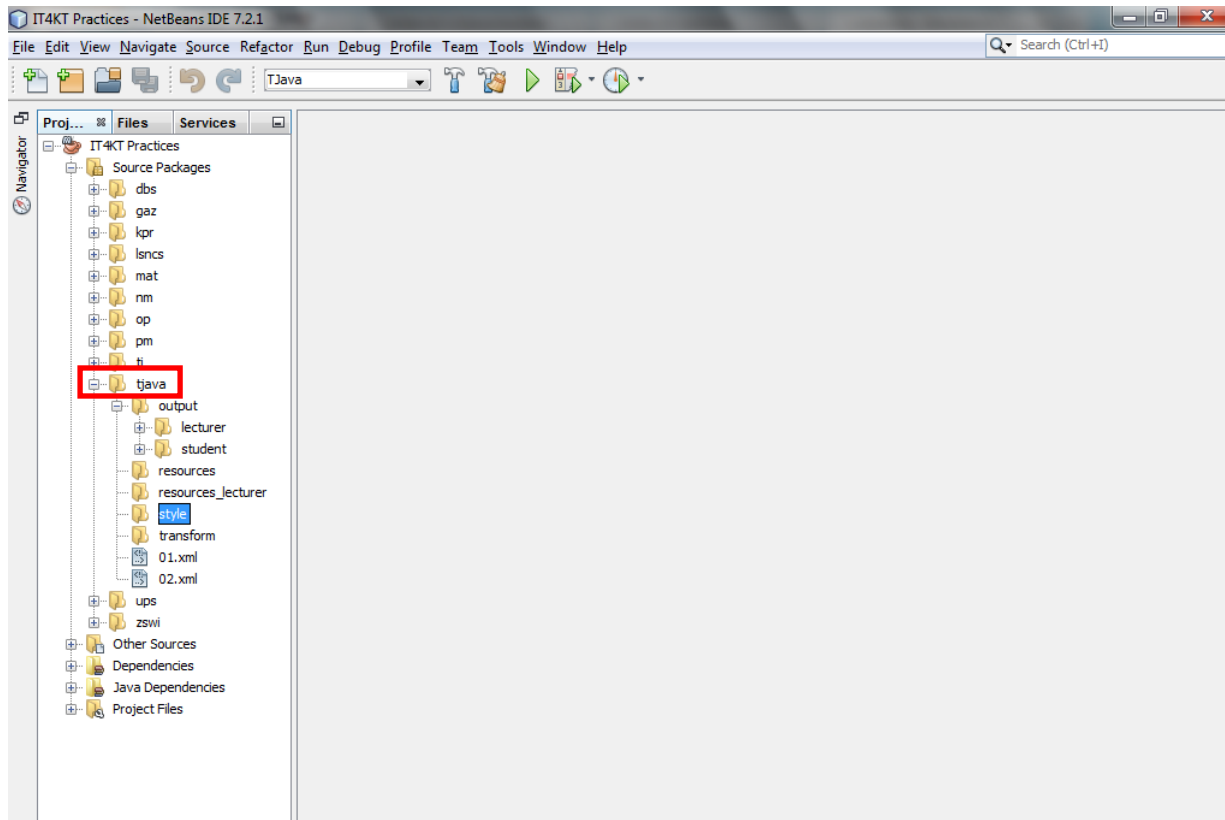 IT4KT Practices - NetBeans IDE 7.2.1
File Edit View Navigate Source Refactor Run Debug Profile Team Tools Window Help
Search (Ctrl+I)
TJava
Proj... Files Services
Navigator
IT4KT Practices
Source Packages
dbs
gaz
kpr
lsncs
mat
nm
op
pm
ti
tjava
output
lecturer
student
resources
resources_lecturer
style
transform
01.xml
02.xml
ups
zswi
Other Sources
Dependencies
Java Dependencies
Project Files